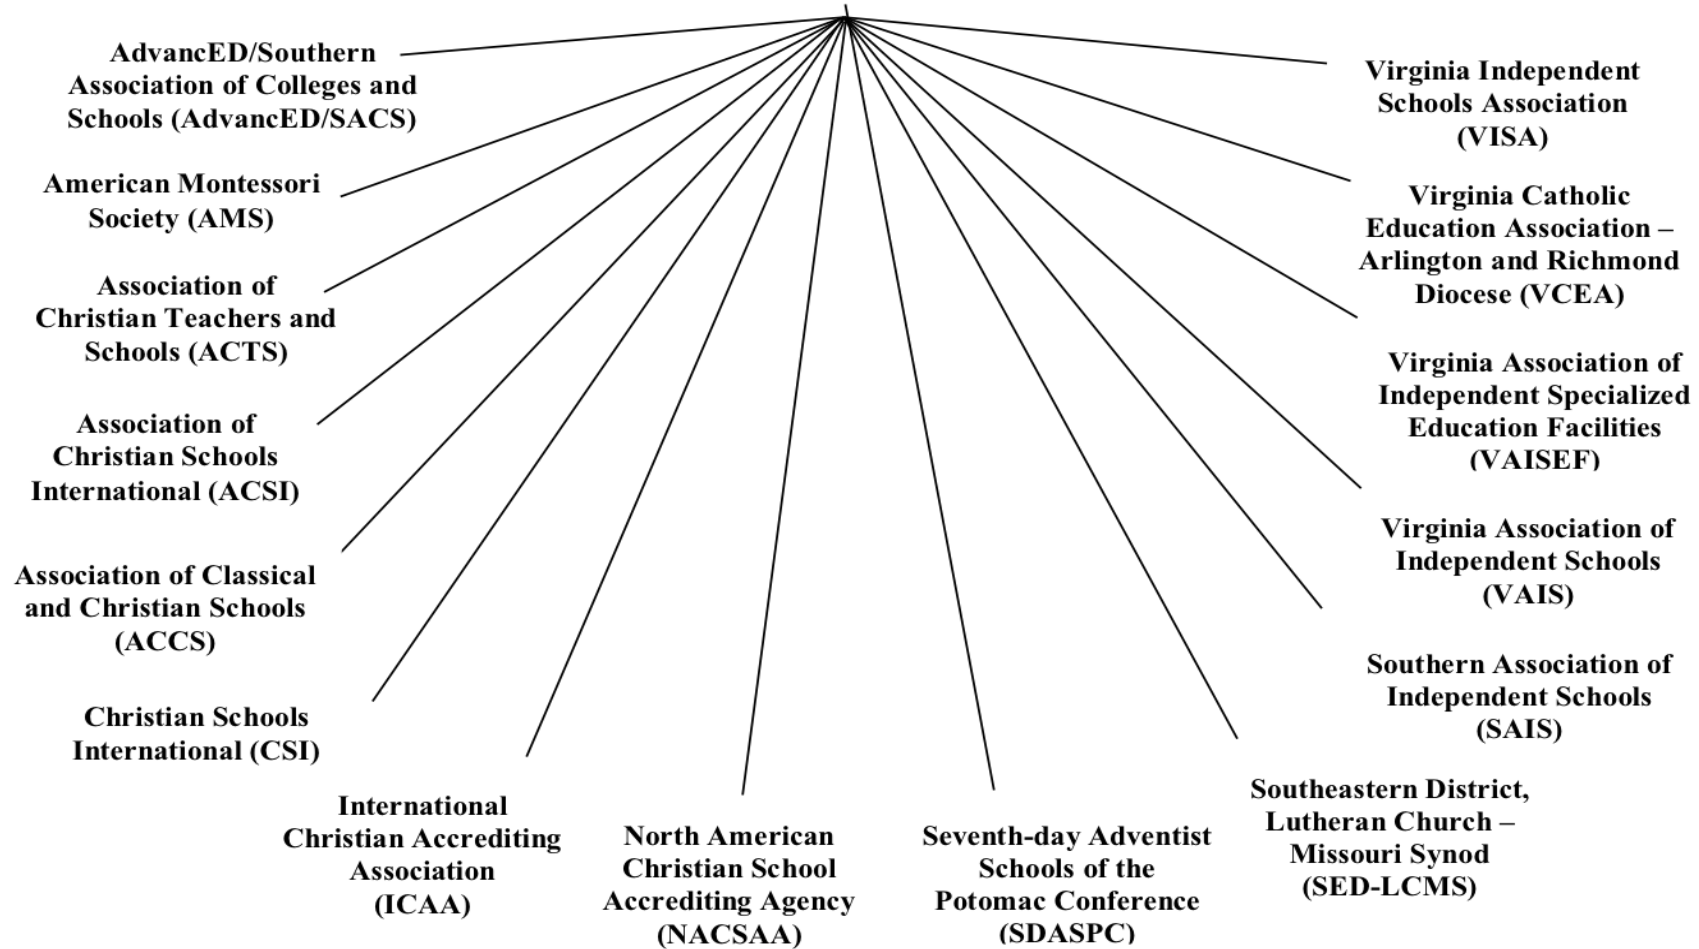 AdvancED/Southern
Association of Colleges and
Schools (AdvancED/SACS)
American Montessori
Society (AMS)
Association of
Christian Teachers and
Schools (ACTS)
Association of
Christian Schools
International (ACSI)
Association of Classical
and Christian Schools
(ACCS)
Christian Schools
International (CSI)
International
Christian Accrediting
Association
(ICAA)
North American
Christian School
Accrediting Agency
(NACSAA)
Seventh-day Adventist
Schools of the
Potomac Conference
(SDASPC)
Southeastern District,
Lutheran Church –
Missouri Synod
(SED-LCMS)
Southern Association of
Independent Schools
(SAIS)
Virginia Association of
Independent Schools
(VAIS)
Virginia Association of
Independent Specialized
Education Facilities
(VAISEF)
Virginia Catholic
Education Association –
Arlington and Richmond
Diocese (VCEA)
Virginia Independent
Schools Association
(VISA)